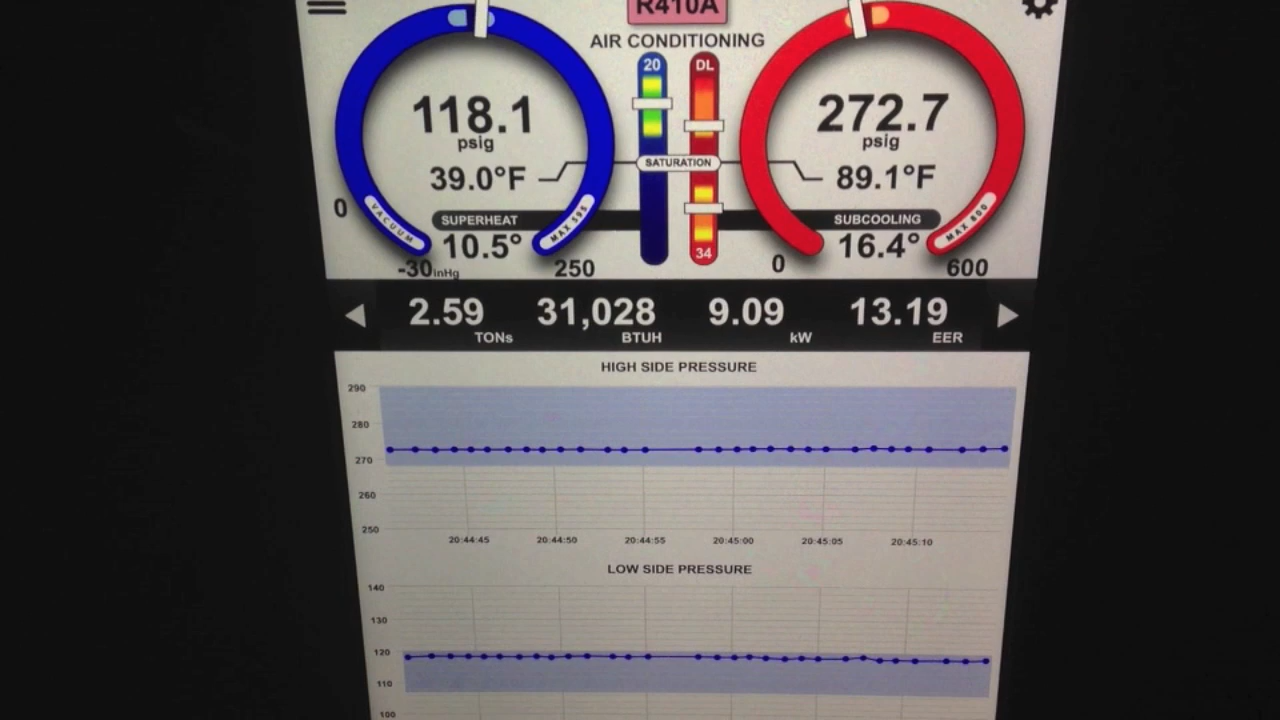 R410A
AIR CONDITIONING
20 DL
118.1
psig
272.7
psig
SATURATION
39.0°F
89.1°F
0
VACUUM
MAX 595
SUPERHEAT
10.5°
SUBCOOLING
16.4°
MAX 800
34
-30inHg
250
0
600
2.59 31,028 9.09 13.19
TONs BTUH kW EER
HIGH SIDE PRESSURE
290
280
270
260
250
20:44:45 20:44:50 20:44:55 20:45:00 20:45:05 20:45:10
LOW SIDE PRESSURE
140
130
120
110
100